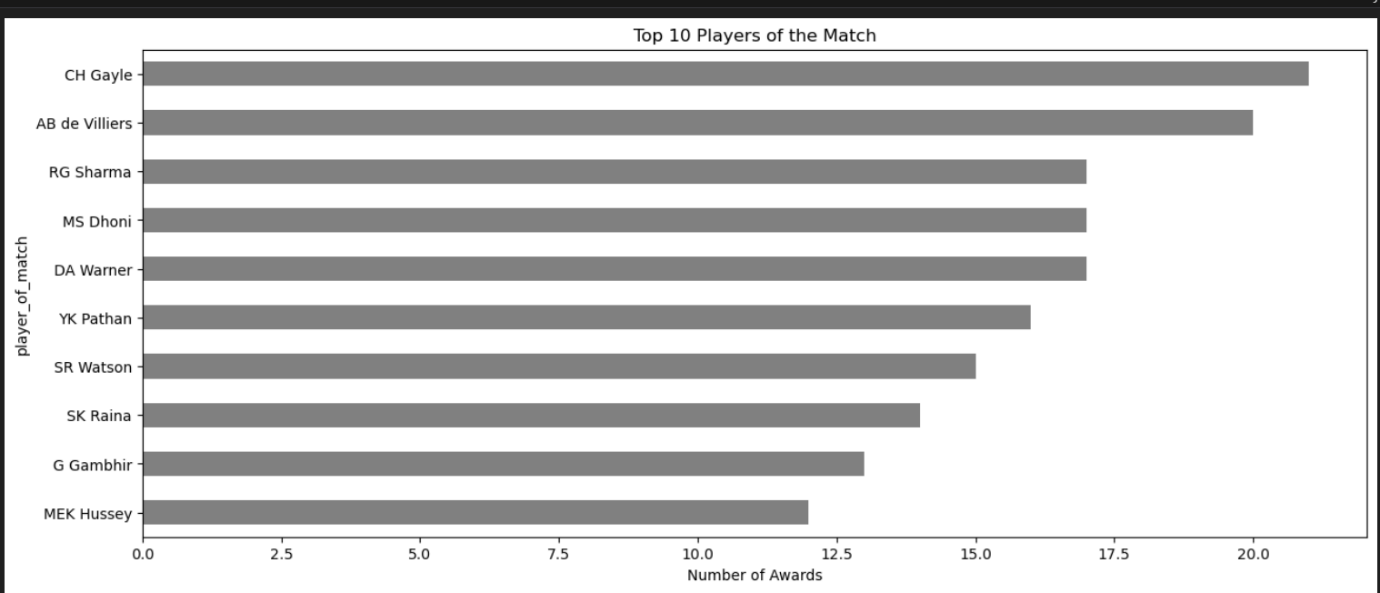 Top 10 Players of the Match
CH Gayle
AB de Villiers
RG Sharma
MS Dhoni
DA Warner
YK Pathan
SR Watson
SK Raina
G Gambhir
MEK Hussey
player_of_match
0.0 2.5 5.0 7.5 10.0 12.5 15.0 17.5 20.0
Number of Awards